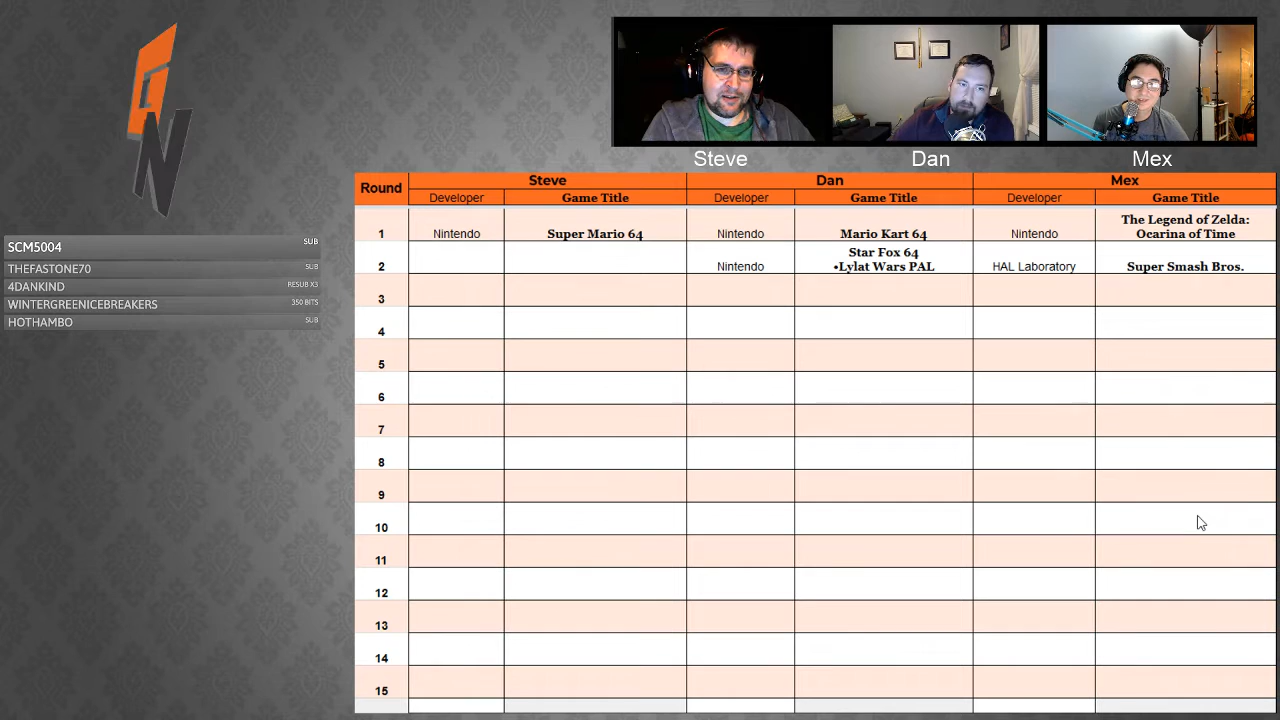 Steve
Dan
Mex
SCM5004 SUB
THEFASTONE70 SUB
4DANKIND RESUB X3
WINTERGREENICEBREAKERS 350 BITS
HOTHAMBO SUB
Round Steve Dan Mex
Developer Game Title Developer Game Title Developer Game Title
1 Nintendo Super Mario 64 Nintendo Mario Kart 64 Nintendo The Legend of Zelda:
Ocarina of Time
2 Nintendo Star Fox 64
•Lylat Wars PAL HAL Laboratory Super Smash Bros.
3
4
5
6
7
8
9
10
11
12
13
14
15